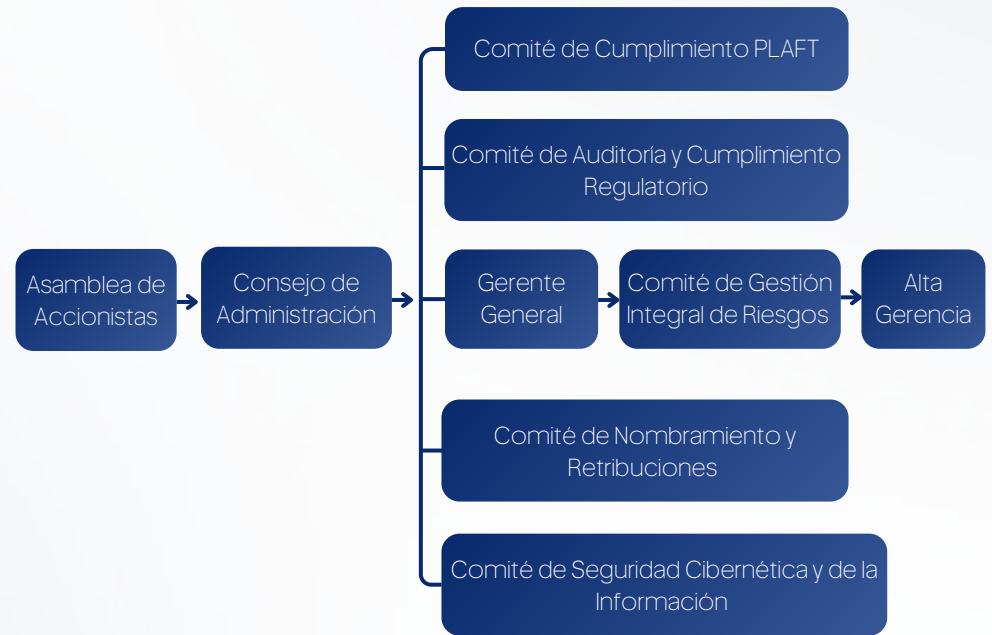 Comité de Cumplimiento PLAFT
Comité de Auditoría y Cumplimiento
Regulatorio
Asamblea de
Accionistas
Consejo de
Administración
Gerente
General
Comité de Gestión
Integral de Riesgos
Alta
Gerencia
Comité de Nombramiento y
Retribuciones
Comité de Seguridad Cibernética y de la
Información